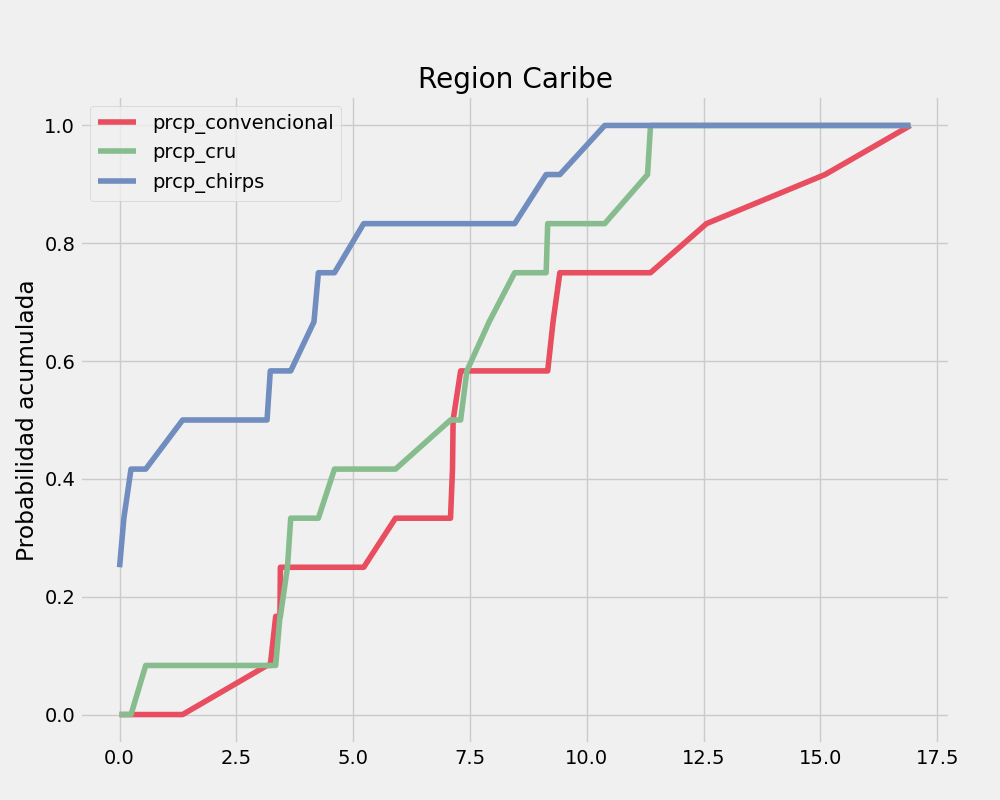 Region Caribe
prcp_convencional
prcp_cru
prcp_chirps
Probabilidad acumulada
1.0
0.8
0.6
0.4
0.2
0.0
0.0 2.5 5.0 7.5 10.0 12.5 15.0 17.5